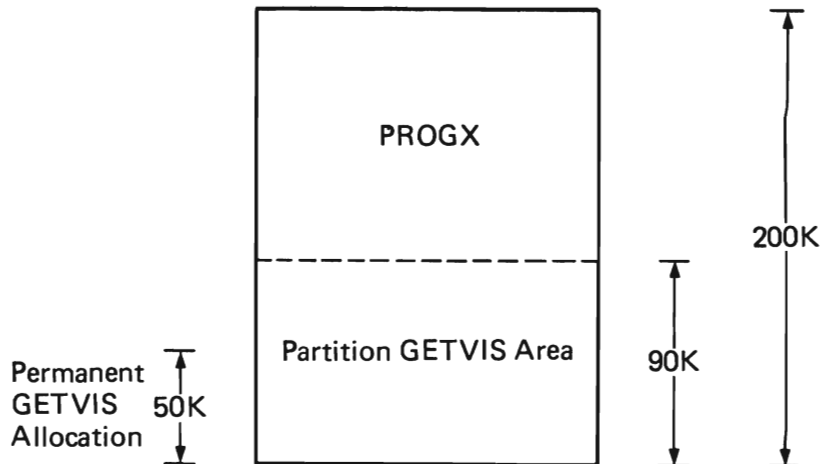 PROGX
200K
Partition GETVIS Area
90K
Permanent
GETVIS
Allocation
50K